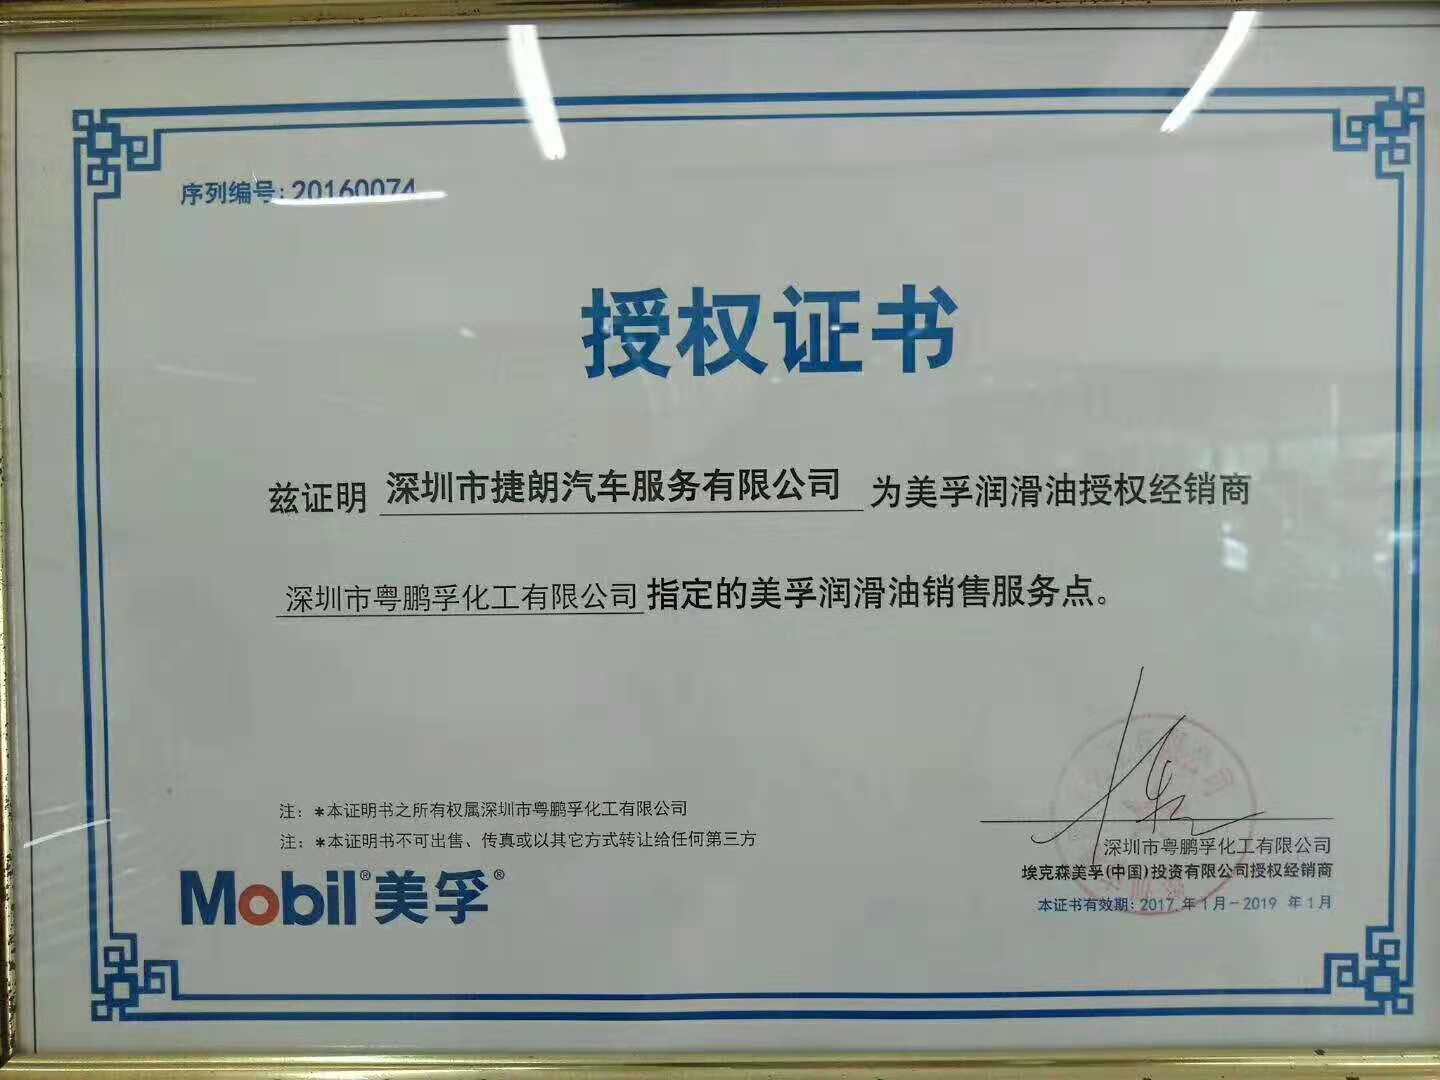 序列编号:20160074
授权证书
兹证明 深圳市捷朗汽车服务有限公司 为美孚润滑油授权经销商
深圳市粤鹏孚化工有限公司 指定的美孚润滑油销售服务点。
注：*本证明书之所有权属深圳市粤鹏孚化工有限公司
注：*本证明书不可出售、传真或以其它方式转让给任何第三方
Mobil®美孚®
深圳市粤鹏孚化工有限公司
埃克森美孚(中国)投资有限公司授权经销商
本证书有效期: 2017 年 1 月-2019 年 1 月